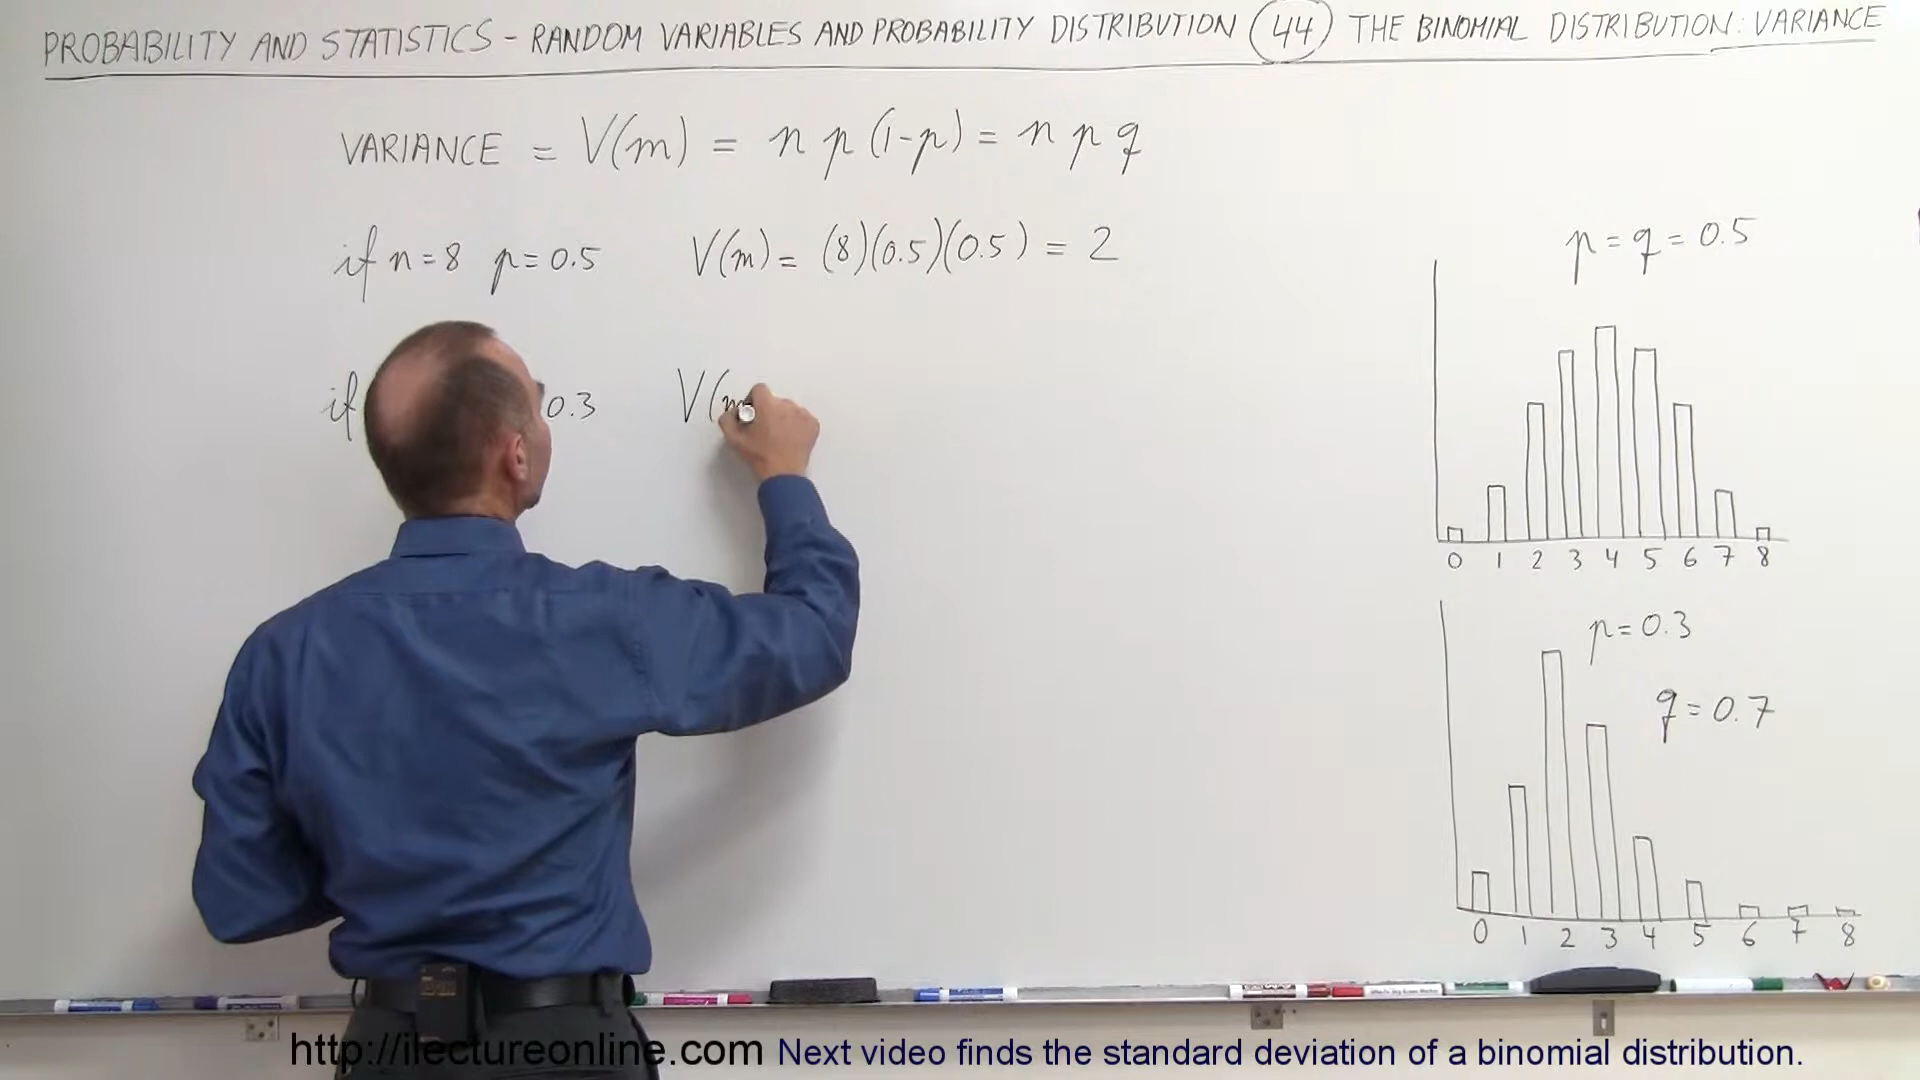 PROBABILITY AND STATISTICS - RANDOM VARIABLES AND PROBABILITY DISTRIBUTION (44) THE BINOMIAL DISTRIBUTION: VARIANCE
VARIANCE = V(m) = n p (1-p) = n p q
if n=8 p=0.5 V(m) = (8)(0.5)(0.5) = 2
if 0.3 V(m
p = q = 0.5
0 1 2 3 4 5 6 7 8
p=0.3
q=0.7
0 1 2 3 4 5 6 7 8
http://ilectureonline.com Next video finds the standard deviation of a binomial distribution.